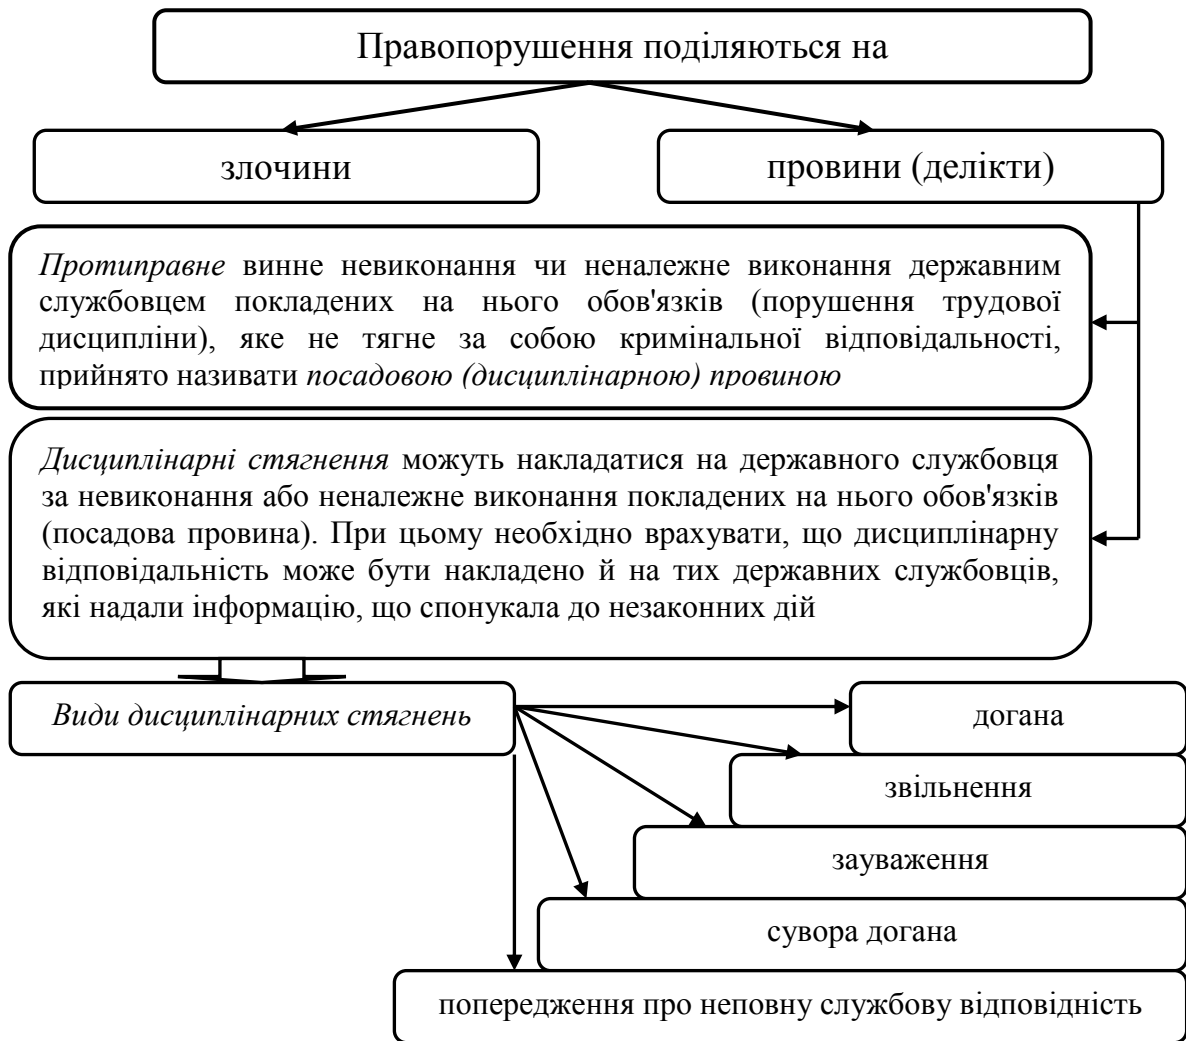 Правопорушення поділяються на
злочини
провини (делікти)
Протиправне винне невиконання чи неналежне виконання державним
службовцем покладених на нього обов'язків (порушення трудової
дисципліни), яке не тягне за собою кримінальної відповідальності,
прийнято називати посадовою (дисциплінарною) провиною
Дисциплінарні стягнення можуть накладатися на державного службовця
за невиконання або неналежне виконання покладених на нього обов'язків
(посадова провина). При цьому необхідно врахувати, що дисциплінарну
відповідальність може бути накладено й на тих державних службовців,
які надали інформацію, що спонукала до незаконних дій
Види дисциплінарних стягнень
догана
звільнення
зауваження
сувора догана
попередження про неповну службову відповідність